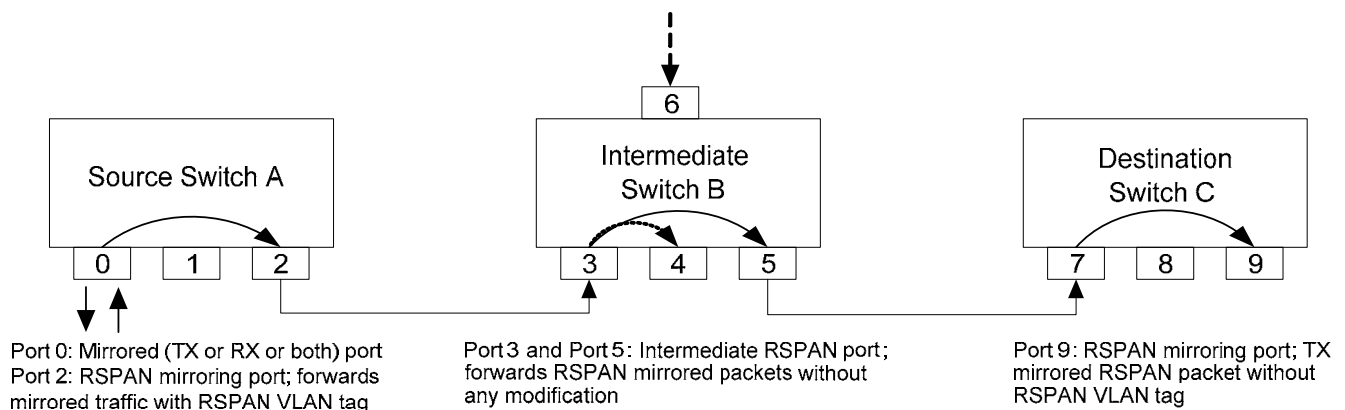 6
Source Switch A
Intermediate
Switch B
Destination
Switch C
0
1
2
3
4
5
7
8
9
Port 0: Mirrored (TX or RX or both) port
Port 2: RSPAN mirroring port; forwards
mirrored traffic with RSPAN VLAN tag
Port 3 and Port 5: Intermediate RSPAN port;
forwards RSPAN mirrored packets without
any modification
Port 9: RSPAN mirroring port; TX
mirrored RSPAN packet without
RSPAN VLAN tag